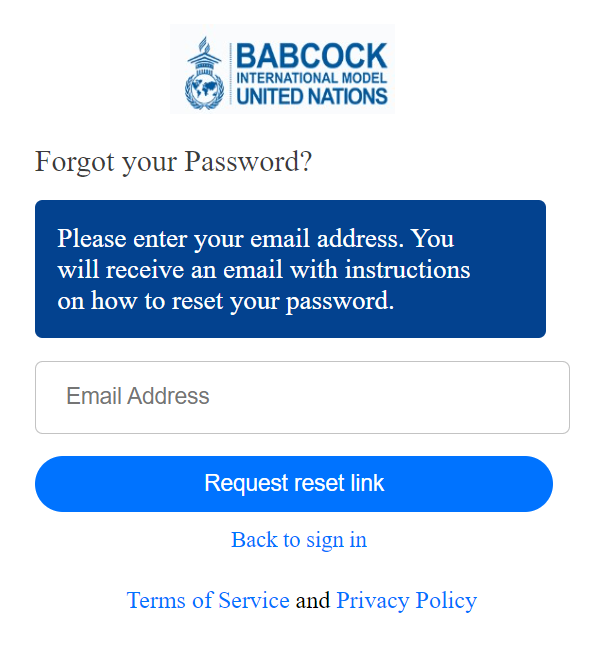 BABCOCK
INTERNATIONAL MODEL
UNITED NATIONS
Forgot your Password?
Please enter your email address. You
will receive an email with instructions
on how to reset your password.
Email Address
Request reset link
Back to sign in
Terms of Service and Privacy Policy